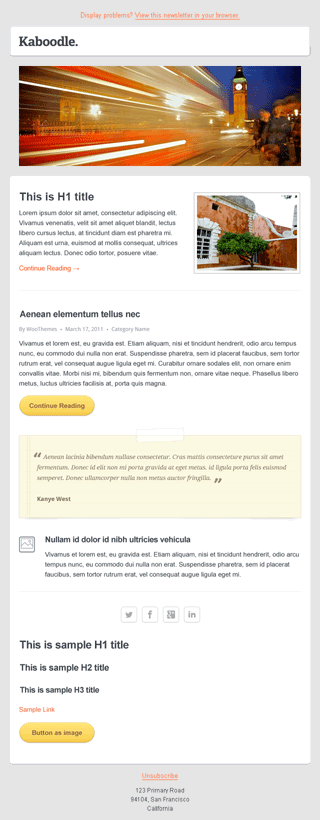 Display problems? View this newsletter in your browser.
Kaboodle.
This is H1 title
Lorem ipsum dolor sit amet, consectetur adipiscing elit.
Vivamus venenatis, velit sit amet aliquet blandit, lectus
libero cursus lectus, at tincidunt diam est pharetra mi.
Aliquam est urna, euismod at mollis consequat, ultrices
aliquam lectus. Donec odio tortor, posuere vitae.
Continue Reading →
Aenean elementum tellus nec
By WooThemes • March 17, 2011 • Category Name
Vivamus et lorem est, eu gravida est. Eliam aliquam, nisi et tincidunt hendrerit, odio arcu tempus
nunc, eu commodo dui nulla non erat. Suspendisse pharetra, sem id placerat faucibus, sem tortor
rutrum erat, vel consequat augue ligula eget mi. Curabitur ornare sodales elit, non ornare enim
convallis vitae. Morbi nisi mi, bibendum quis fermentum non, ornare vitae neque. Phasellus libero
metus, luctus ultricies facilisis at, porta quis magna.
Continue Reading
“ Aenean lacinia bibendum nullase consectetur. Cras mattis consecteture purus sit amet
fermentum. Donec id elit non mi porta gravida at eget metus. id ligula porta felis euismod
semperet. Donec ullamcorper nulla non metus auctor fringilla. ”
Kanye West
Nullam id dolor id nibh ultricies vehicula
Vivamus et lorem est, eu gravida est. Etiam aliquam, nisi et tincidunt hendrerit, odio arcu
tempus nunc, eu commodo dui nulla non erat. Suspendisse pharetra, sem id placerat
faucibus, sem tortor rutrum erat, vel consequat augue ligula eget mi.
This is sample H1 title
This is sample H2 title
This is sample H3 title
Sample Link
Button as image
Unsubscribe
123 Primary Road
94104, San Francisco
California